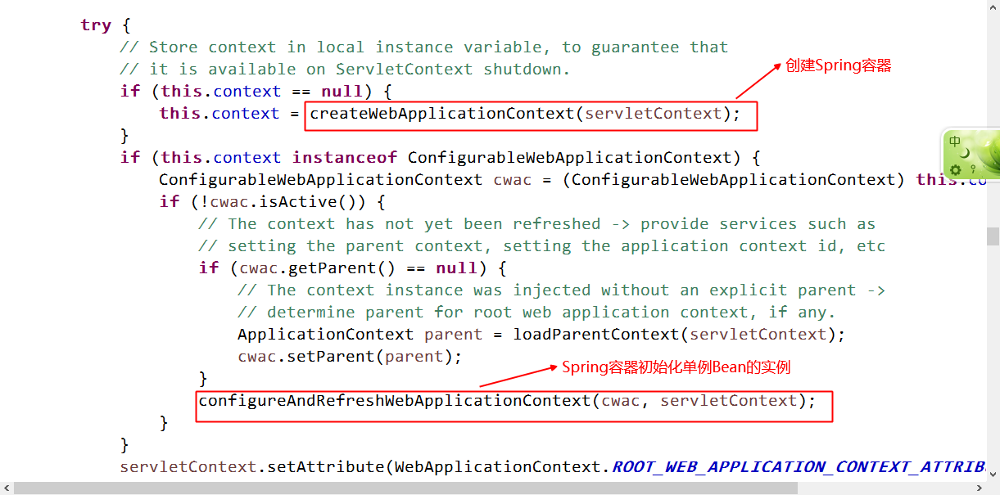 try {
// Store context in local instance variable, to guarantee that
// it is available on ServletContext shutdown.
创建Spring容器
if (this.context == null) {
this.context = createWebApplicationContext(servletContext);
}
if (this.context instanceof ConfigurableWebApplicationContext) {
中
ConfigurableWebApplicationContext cwac = (ConfigurableWebApplicationContext) this.co
if (!cwac.isActive()) {
// The context has not yet been refreshed -> provide services such as
// setting the parent context, setting the application context id, etc
if (cwac.getParent() == null) {
// The context instance was injected without an explicit parent ->
// determine parent for root web application context, if any.
ApplicationContext parent = loadParentContext(servletContext);
cwac.setParent(parent);
Spring容器初始化单例Bean的实例
}
configureAndRefreshWebApplicationContext(cwac, servletContext);
}
}
servletContext.setAttribute(WebApplicationContext.ROOT_WEB_APPLICATION_CONTEXT_ATTRIB